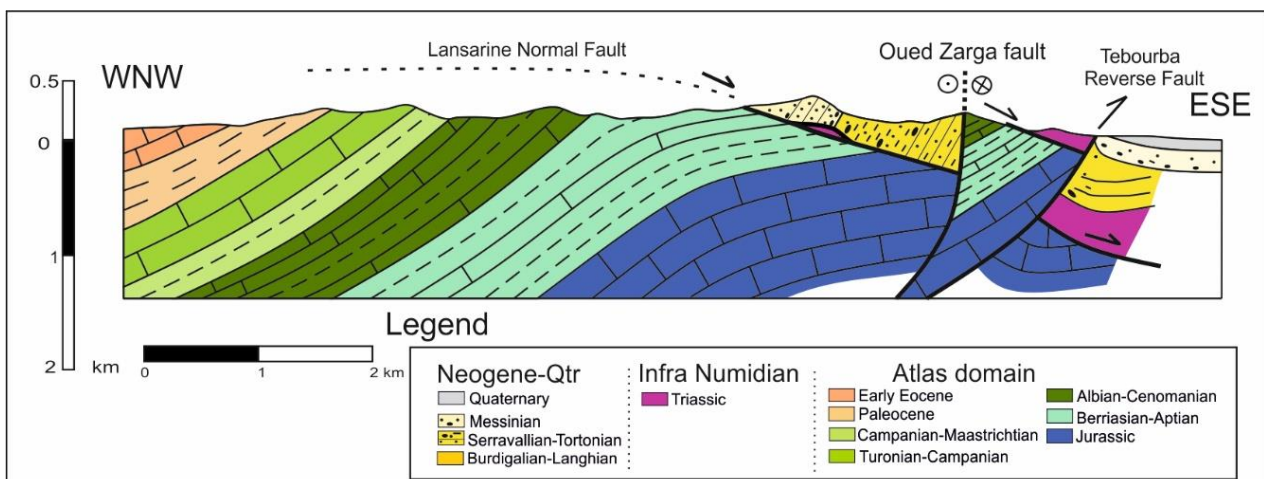 Lansarine Normal Fault
Oued Zarga fault
Tebourba
Reverse Fault
WNW
ESE
0.5
0
1
2 km
Legend
0 1 2 km
Neogene-Qtr
Quaternary
Messinian
Serravallian-Tortonian
Burdigalian-Langhian
Infra Numidian
Triassic
Atlas domain
Early Eocene
Paleocene
Campanian-Maastrichtian
Turonian-Campanian
Albian-Cenomanian
Berriasian-Aptian
Jurassic